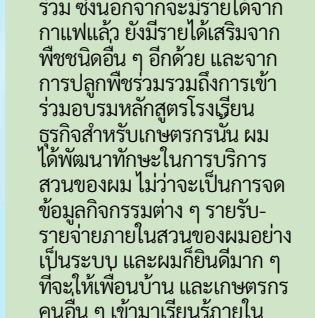 ร่วม ซึ่งนอกจากจะมีรายได้จาก
กาแฟแล้ว ยังมีรายได้เสริมจาก
พืชชนิดอื่น ๆ อีกด้วย และจาก
การปลูกพืชร่วมรวมถึงการเข้า
ร่วมอบรมหลักสูตรโรงเรียน
ธุรกิจสำหรับเกษตรกรนั้น ผม
ได้พัฒนาทักษะในการบริการ
สวนของผม ไม่ว่าจะเป็นการจด
ข้อมูลกิจกรรมต่าง ๆ รายรับ-
รายจ่ายภายในสวนของผมอย่าง
เป็นระบบ และผมก็ยินดีมาก ๆ
ที่จะให้เพื่อนบ้าน และเกษตรกร
คนอื่น ๆ เข้ามาเรียนรู้ภายใน